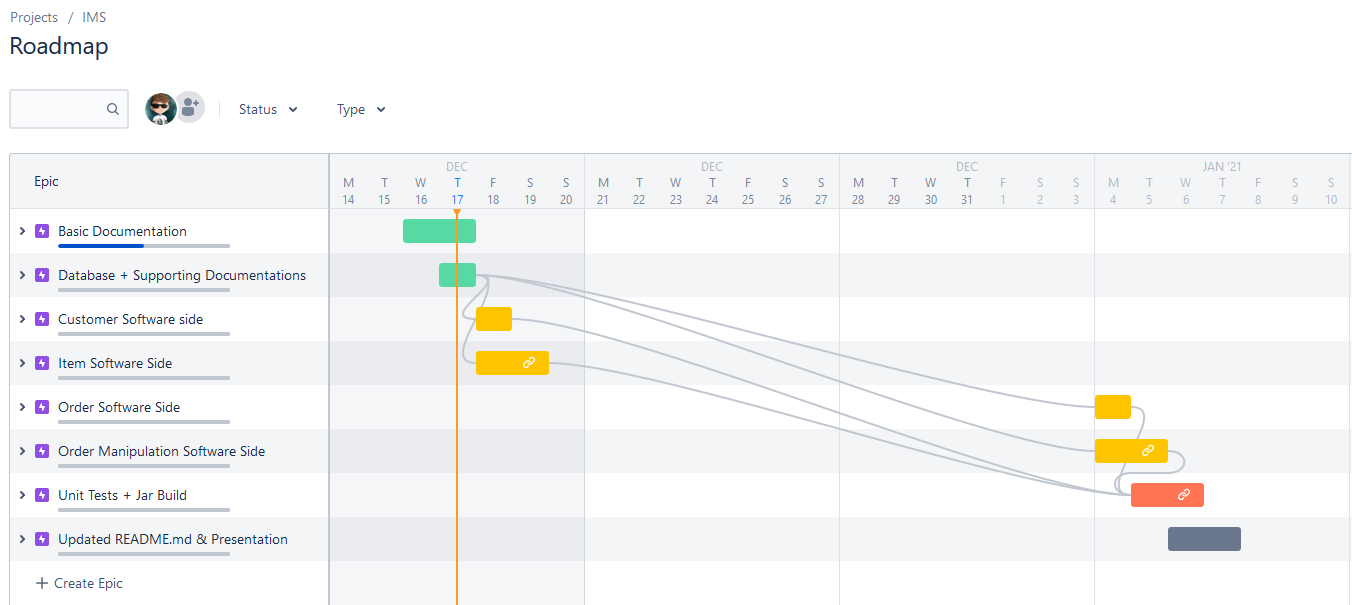 Projects / IMS
Roadmap
Status Type
Epic
DEC DEC DEC JAN '21
M T W T F S S M T W T F S S M T W T F S S M T W T F S S
14 15 16 17 18 19 20 21 22 23 24 25 26 27 28 29 30 31 1 2 3 4 5 6 7 8 9 10
Basic Documentation
Database + Supporting Documentations
Customer Software side
Item Software Side
Order Software Side
Order Manipulation Software Side
Unit Tests + Jar Build
Updated README.md & Presentation
+ Create Epic